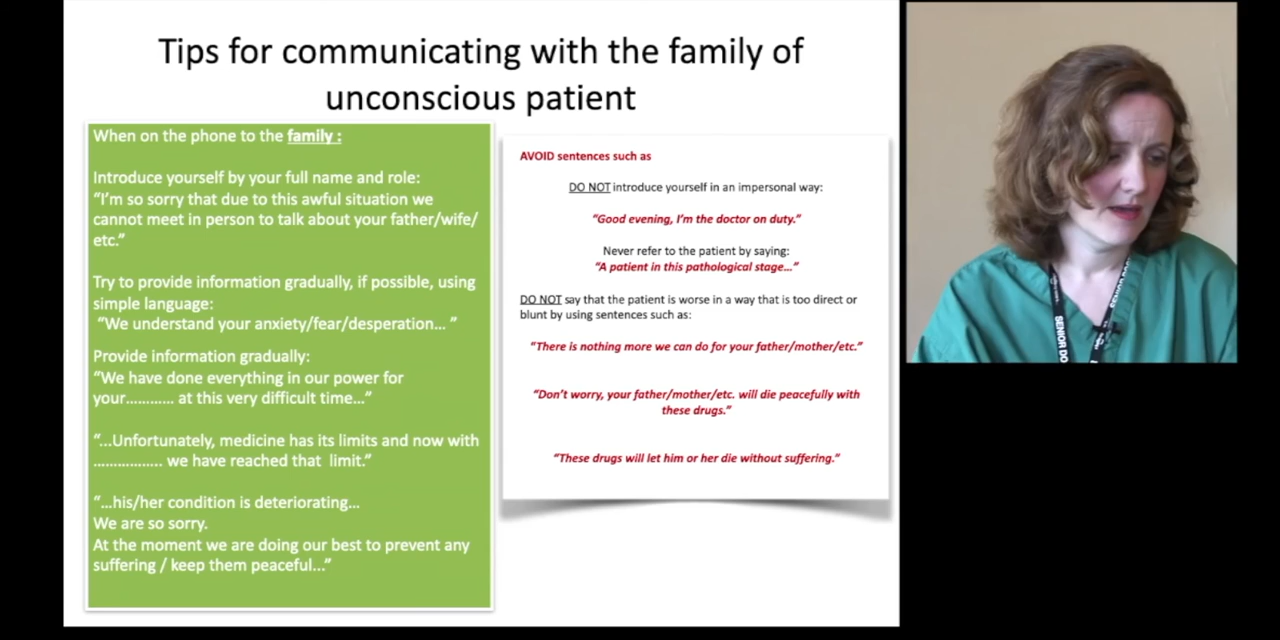 Tips for communicating with the family of
unconscious patient
When on the phone to the family :
Introduce yourself by your full name and role:
“I’m so sorry that due to this awful situation we
cannot meet in person to talk about your father/wife/
etc.”
Try to provide information gradually, if possible, using
simple language:
“We understand your anxiety/fear/desperation... ”
Provide information gradually:
“We have done everything in our power for
your………… at this very difficult time...”
“...Unfortunately, medicine has its limits and now with
……………. we have reached that limit.”
“...his/her condition is deteriorating...
We are so sorry.
At the moment we are doing our best to prevent any
suffering / keep them peaceful...”
AVOID sentences such as
DO NOT introduce yourself in an impersonal way:
“Good evening, I’m the doctor on duty.”
Never refer to the patient by saying:
“A patient in this pathological stage...”
DO NOT say that the patient is worse in a way that is too direct or
blunt by using sentences such as:
“There is nothing more we can do for your father/mother/etc.”
“Don’t worry, your father/mother/etc. will die peacefully with
these drugs.”
“These drugs will let him or her die without suffering.”
SENIOR DO
SENIOR DO